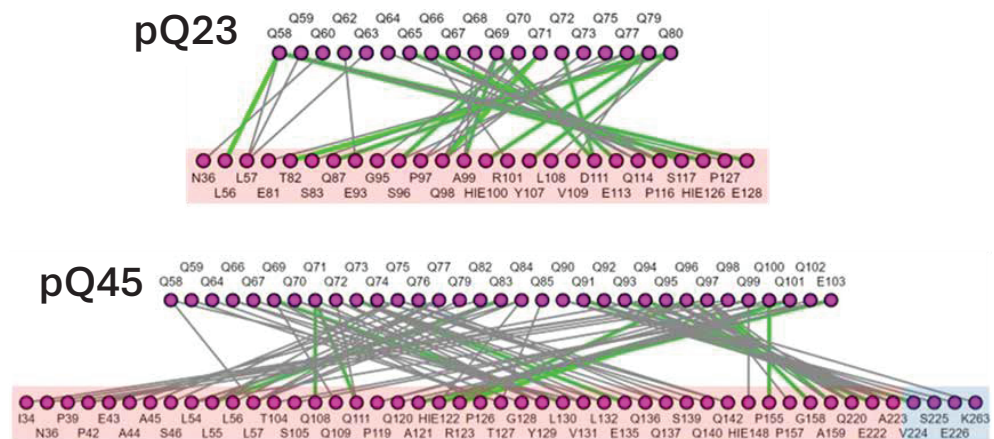 pQ23
Q59 Q62 Q64 Q66 Q68 Q70 Q72 Q75 Q79
Q58 Q60 Q63 Q65 Q67 Q69 Q71 Q73 Q77 Q80
N36 L57 T82 Q87 G95 P97 A99 R101 L108 D111 Q114 S117 P127
L56 E81 S83 E93 S96 Q98 HIE100 Y107 V109 E113 P116 HIE126 E128
pQ45
Q59 Q66 Q69 Q71 Q73 Q75 Q77 Q82 Q84 Q90 Q92 Q94 Q96 Q98 Q100 Q102
Q58 Q64 Q67 Q70 Q72 Q74 Q76 Q79 Q83 Q85 Q91 Q93 Q95 Q97 Q99 Q101 E103
I34 P39 E43 A45 L54 L56 T104 Q108 Q111 Q120 HIE122 P126 G128 L130 L132 Q136 S139 Q142 P155 G158 Q220 A223 S225 K263
N36 P42 A44 S46 L55 L57 S105 Q109 P119 A121 R123 T127 Y129 V131 E135 Q137 Q140 HIE148 P157 A159 E222 V224 E226